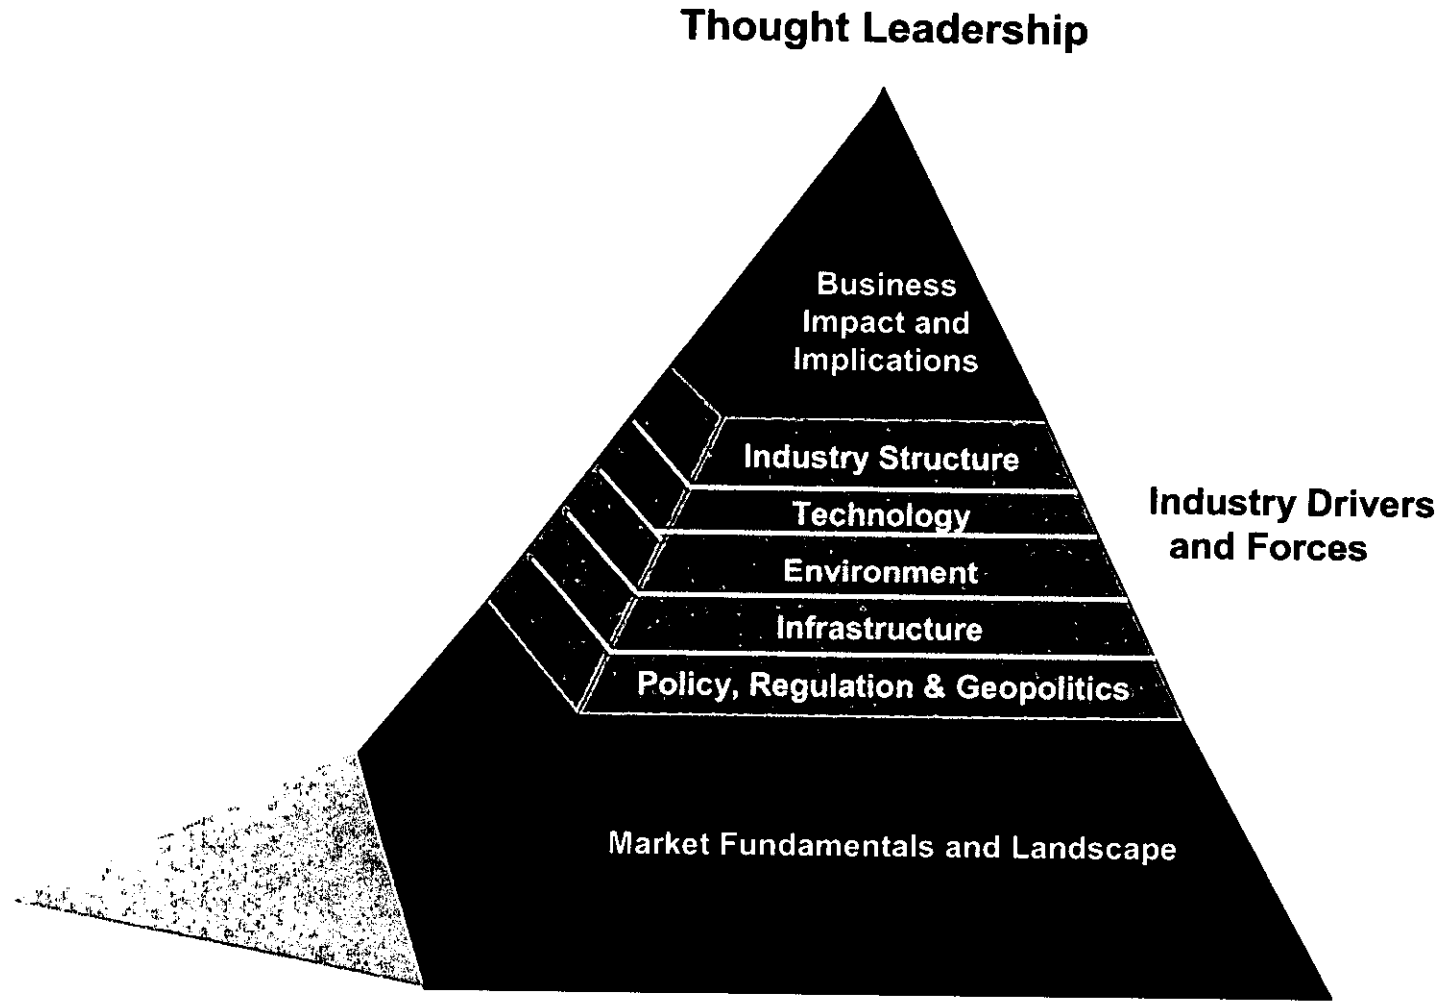 Thought Leadership
Business
Impact and
Implications
Industry Structure
Technology
Environment
Infrastructure
Policy, Regulation & Geopolitics
Industry Drivers
and Forces
Market Fundamentals and Landscape